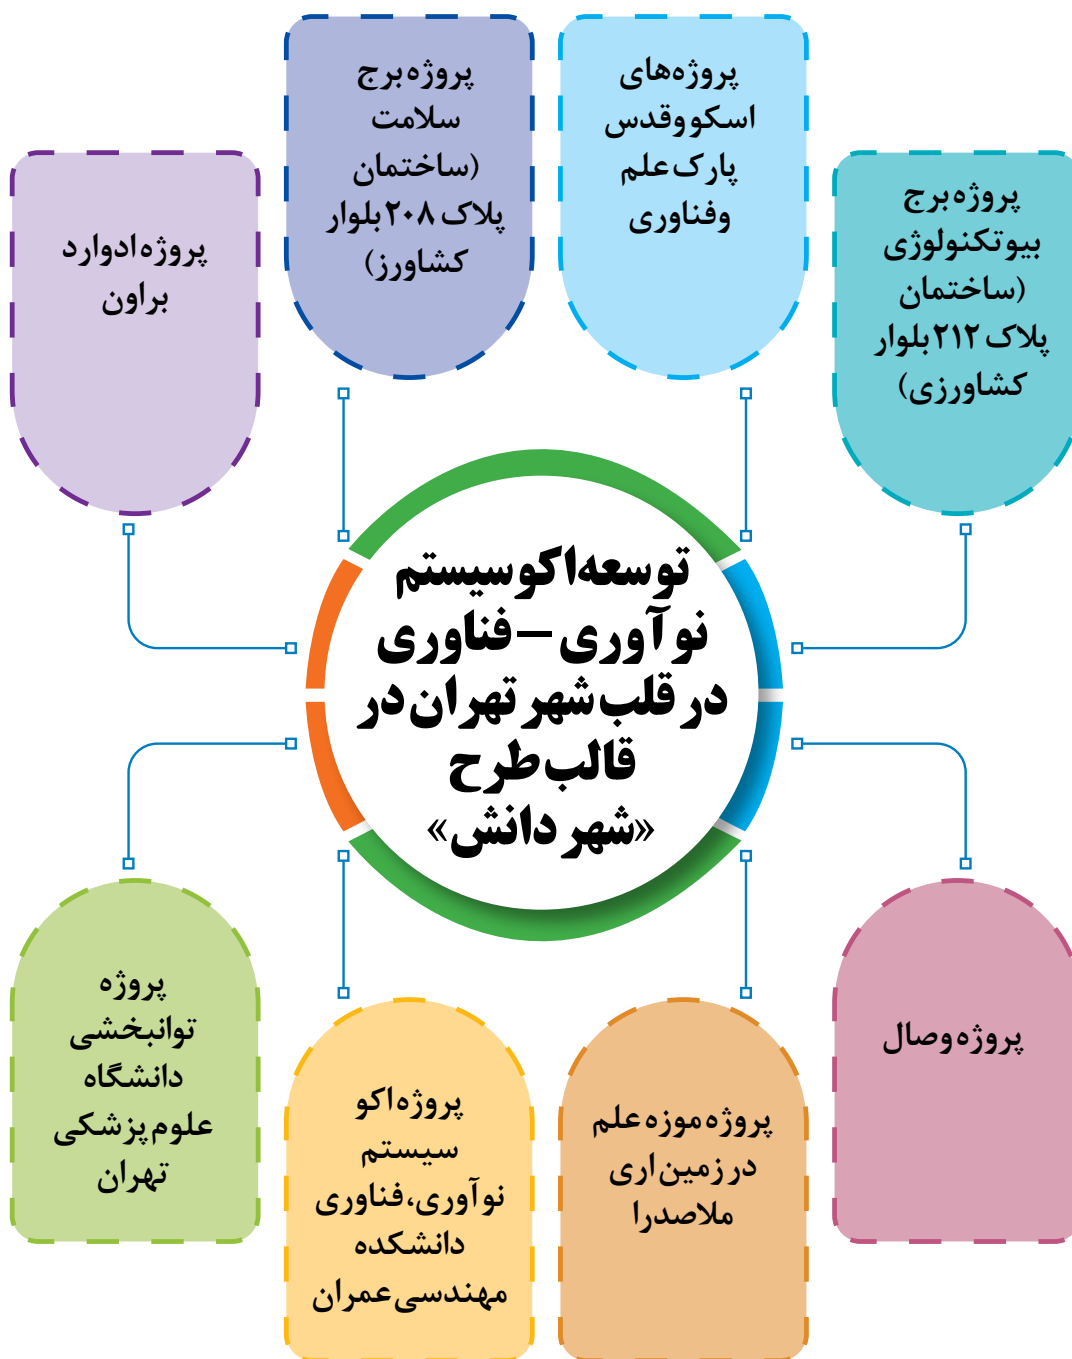 پروژه برج
سلامت
(ساختمان
پلاک ۲۰۸ بلوار
کشاورز)
پروژه‌های
اسکو و قدس
پارک علم
و فناوری
پروژه ادوارد
براون
پروژه برج
بیوتکنولوژی
(ساختمان
پلاک ۲۱۲ بلوار
کشاورزی)
توسعه اکوسیستم
نوآوری – فناوری
در قلب شهر تهران در
قالب طرح
«شهر دانش»
پروژه
توانبخشی
دانشگاه
علوم پزشکی
تهران
پروژه اکو
سیستم
نوآوری، فناوری
دانشکده
مهندسی عمران
پروژه موزه علم
در زمین اری
ملاصدرا
پروژه وصال